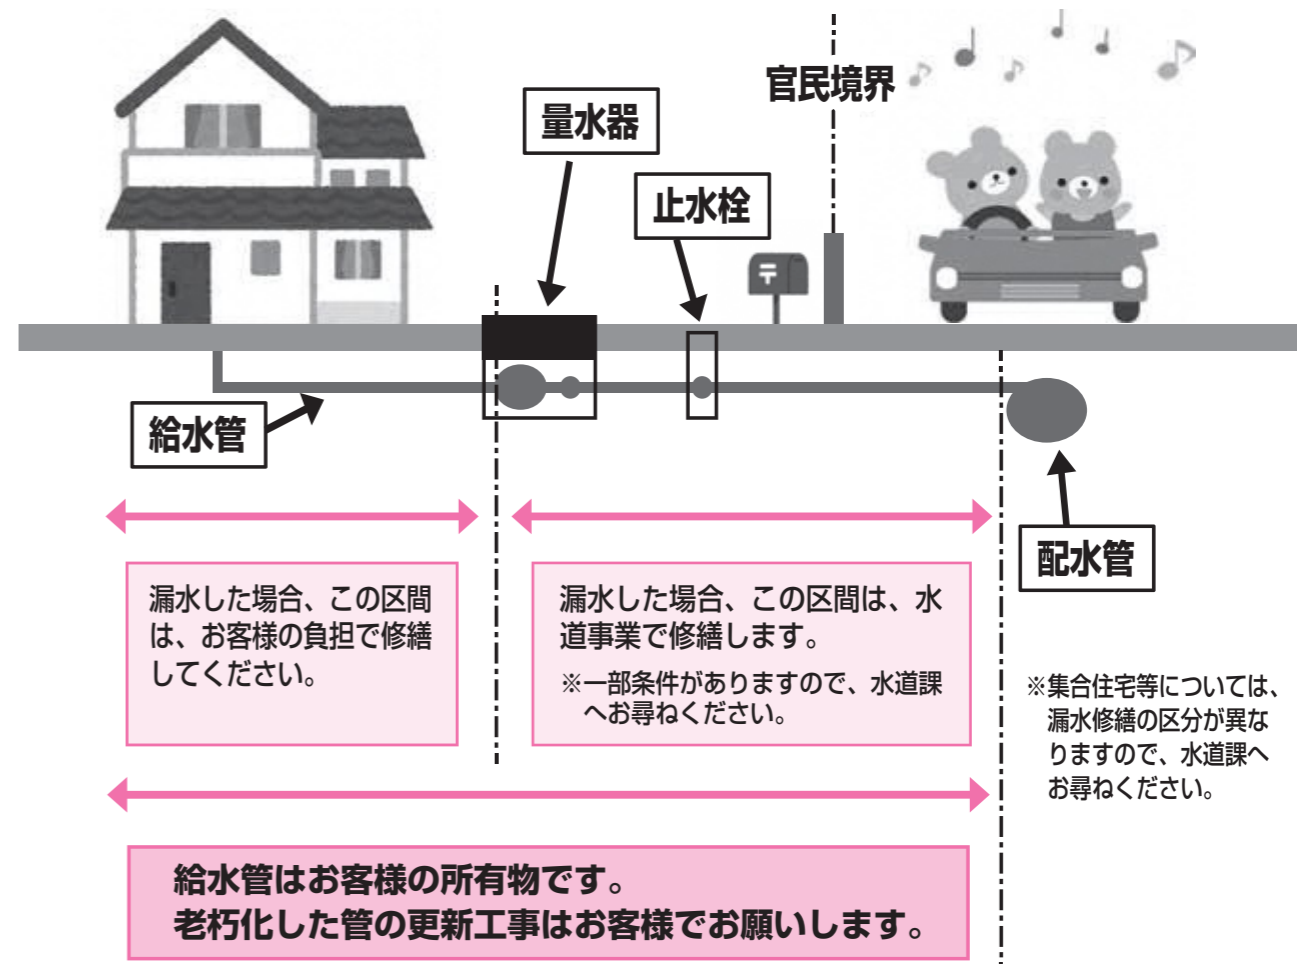 官民境界
量水器
止水栓
〒
給水管
配水管
漏水した場合、この区間
は、お客様の負担で修繕
してください。
漏水した場合、この区間は、水
道事業で修繕します。
※一部条件がありますので、水道課
へお尋ねください。
※集合住宅等については、
漏水修繕の区分が異な
りますので、水道課へ
お尋ねください。
給水管はお客様の所有物です。
老朽化した管の更新工事はお客様でお願いします。